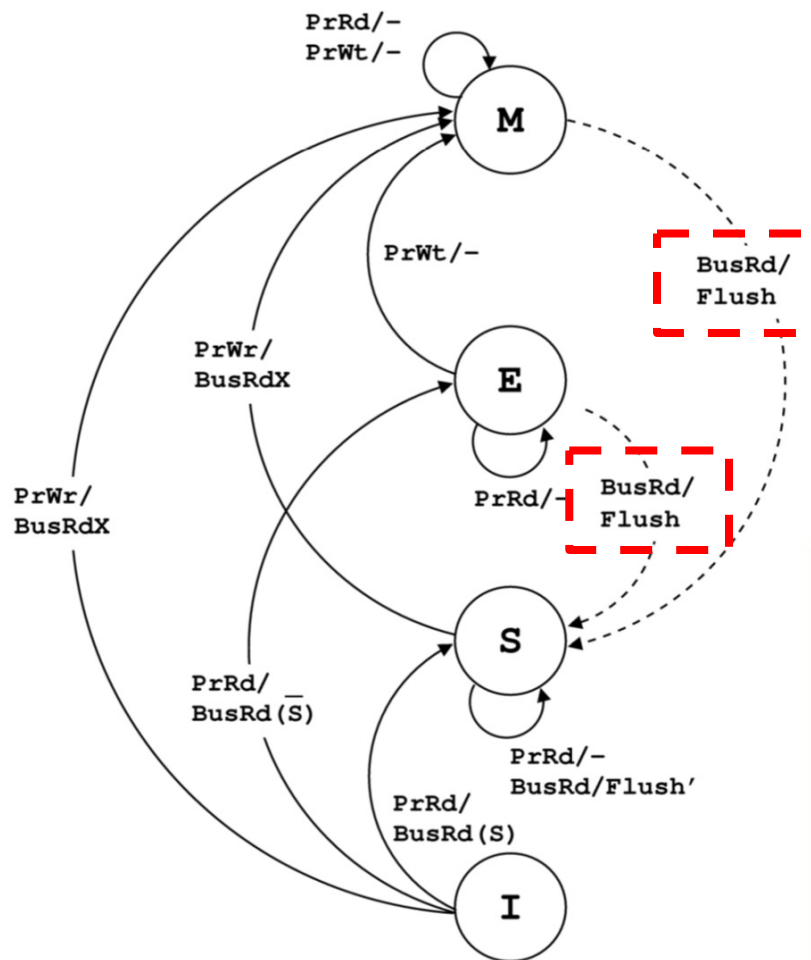 PrRd/–
PrWt/–
M
BusRd/
Flush
PrWt/–
PrWr/
BusRdX
E
PrRd/–
BusRd/
Flush
PrWr/
BusRdX
S
PrRd/
BusRd(S̅)
PrRd/–
BusRd/Flush’
PrRd/
BusRd(S)
I